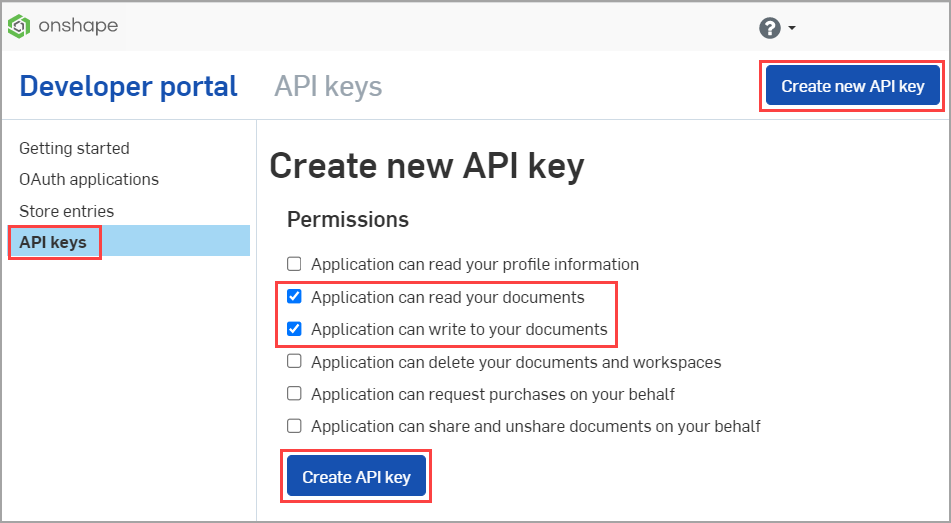 onshape
?
Developer portal API keys Create new API key
Getting started
OAuth applications
Store entries
API keys
Create new API key
Permissions
Application can read your profile information
Application can read your documents
Application can write to your documents
Application can delete your documents and workspaces
Application can request purchases on your behalf
Application can share and unshare documents on your behalf
Create API key